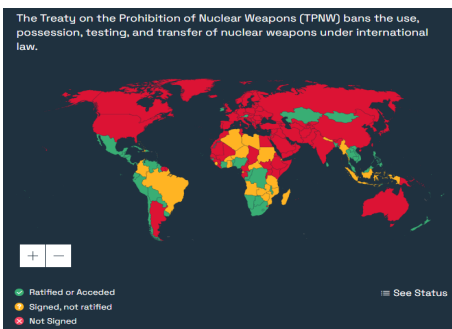 The Treaty on the Prohibition of Nuclear Weapons (TPNW) bans the use,
possession, testing, and transfer of nuclear weapons under international
law.
+ −
Ratified or Acceded
See Status
Signed, not ratified
Not Signed